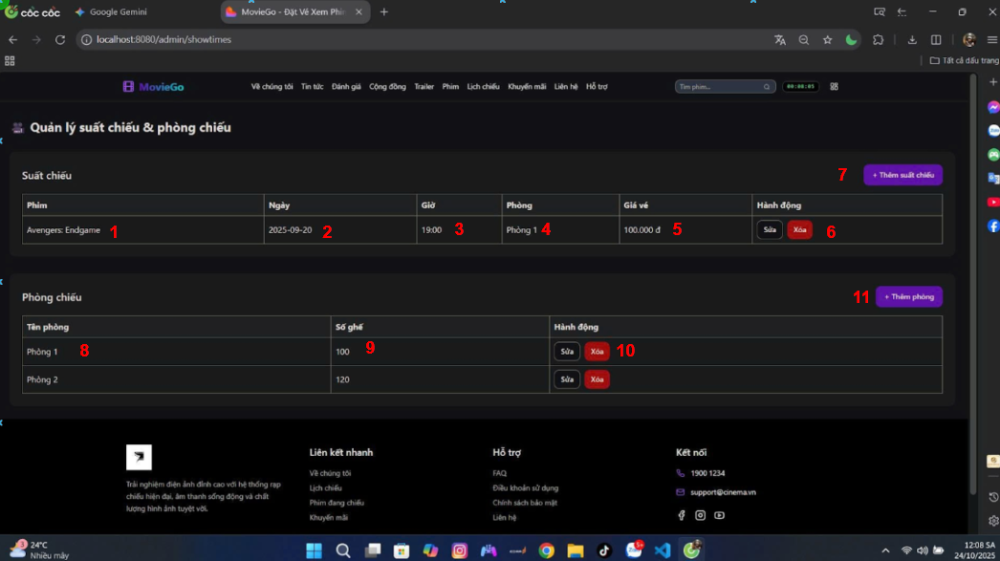 cốc cốc
Google Gemini
MovieGo - Đặt Vé Xem Phi
localhost:8080/admin/showtimes
Tất cả dấu trang
MovieGo
Về chúng tôi Tin tức Đánh giá Cộng đồng Trailer Phim Lịch chiếu Khuyến mãi Liên hệ Hỗ trợ
Tìm phim...
Quản lý suất chiếu & phòng chiếu
Suất chiếu
7
+ Thêm suất chiếu
Phim Ngày Giờ Phòng Giá vé Hành động
Avengers: Endgame 1 2025-09-20 2 19:00 3 Phòng 1 4 100.000 đ 5 Sửa Xóa 6
Phòng chiếu
11
+ Thêm phòng
Tên phòng Số ghế Hành động
Phòng 1 8 100 9 Sửa Xóa 10
Phòng 2 120 Sửa Xóa
Liên kết nhanh Hỗ trợ Kết nối
Trải nghiệm điện ảnh đỉnh cao với hệ thống rạp
chiếu hiện đại, âm thanh sống động và chất
lượng hình ảnh tuyệt vời.
Về chúng tôi
Lịch chiếu
Phim đang chiếu
Khuyến mãi
FAQ
Điều khoản sử dụng
Chính sách bảo mật
Liên hệ
1900 1234
support@cinema.vn
24°C
Nhiều mây
12:08 SA
24/10/2025